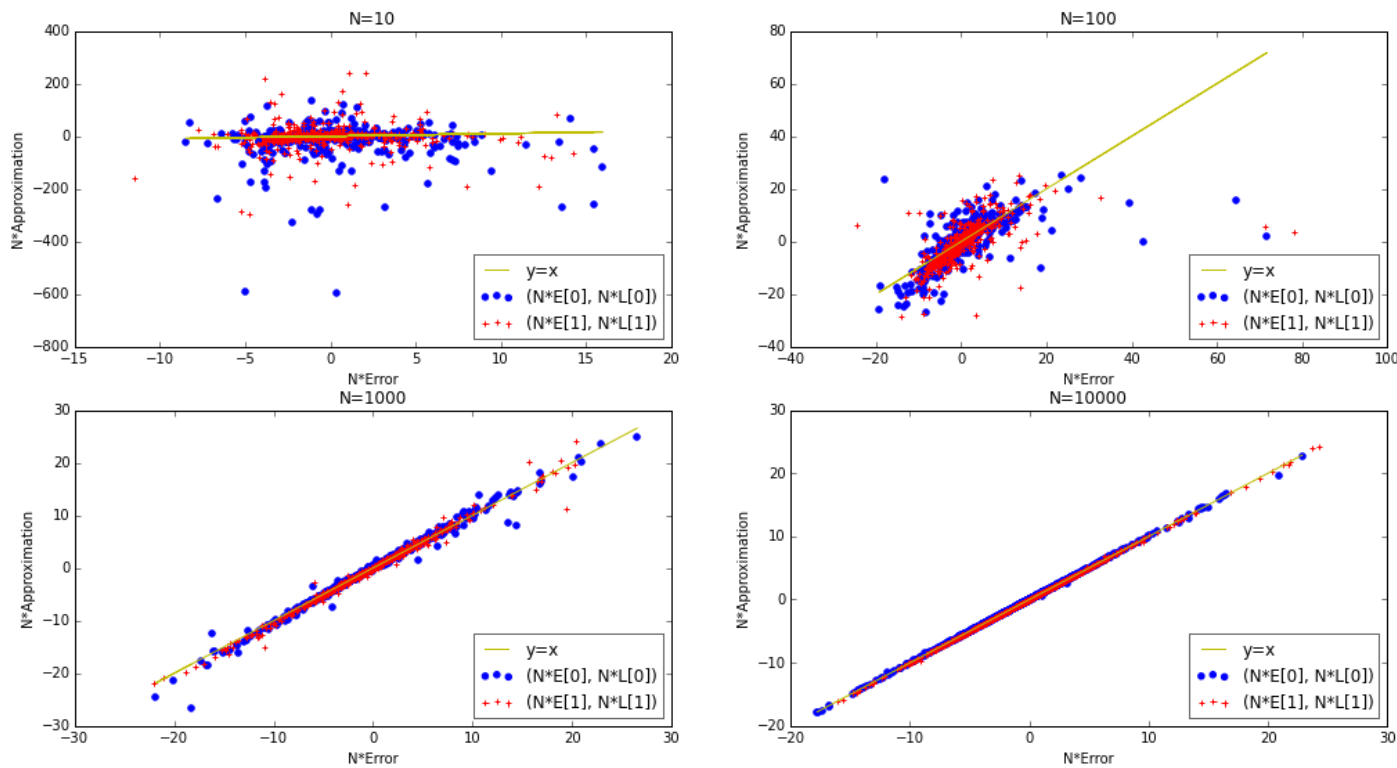 N=10
400
200
0
−200
−400
−600
−800
N*Approximation
−15
−10
−5
0
5
10
15
20
N*Error
y=x
(N*E[0], N*L[0])
(N*E[1], N*L[1])
N=100
80
60
40
20
0
−20
−40
N*Approximation
−40
−20
0
20
40
60
80
100
N*Error
y=x
(N*E[0], N*L[0])
(N*E[1], N*L[1])
N=1000
30
20
10
0
−10
−20
−30
N*Approximation
−30
−20
−10
0
10
20
30
N*Error
y=x
(N*E[0], N*L[0])
(N*E[1], N*L[1])
N=10000
30
20
10
0
−10
−20
N*Approximation
−20
−10
0
10
20
30
N*Error
y=x
(N*E[0], N*L[0])
(N*E[1], N*L[1])